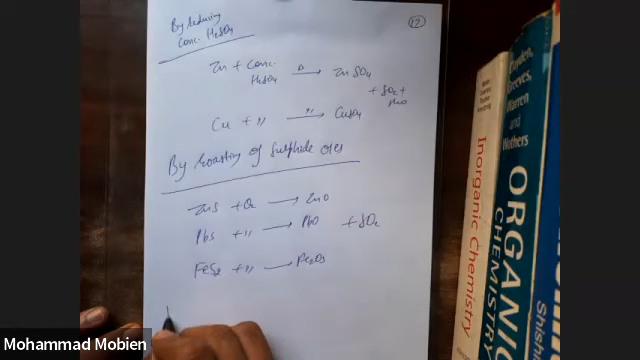 By reducing
Conc. H2SO4
12
Zn + Conc. H2SO4 Δ → ZnSO4
+ SO2 +
H2O
Cu + ,, ,, → CuSO4
By roasting of Sulphide ores
ZnS + O2 → ZnO
PbS + ,, → PbO + SO2
FeS2 + ,, → Fe2O3
Inorganic Chemistry
Clayden,
Greeves,
Warren
and
Wothers
ORGANIC
CHEMISTRY
Mohammad Mobien